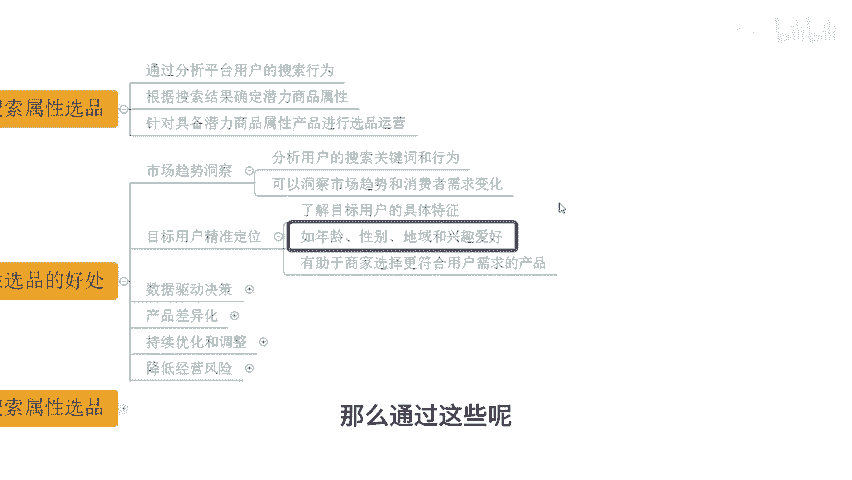 bilibili
搜索属性选品
通过分析平台用户的搜索行为
根据搜索结果确定潜力商品属性
针对具备潜力商品属性产品进行选品运营
性选品的好处
市场趋势洞察
分析用户的搜索关键词和行为
可以洞察市场趋势和消费者需求变化
目标用户精准定位
了解目标用户的具体特征
如年龄、性别、地域和兴趣爱好
有助于商家选择更符合用户需求的产品
数据驱动决策
产品差异化
持续优化和调整
降低经营风险
搜索属性选品
那么通过这些呢